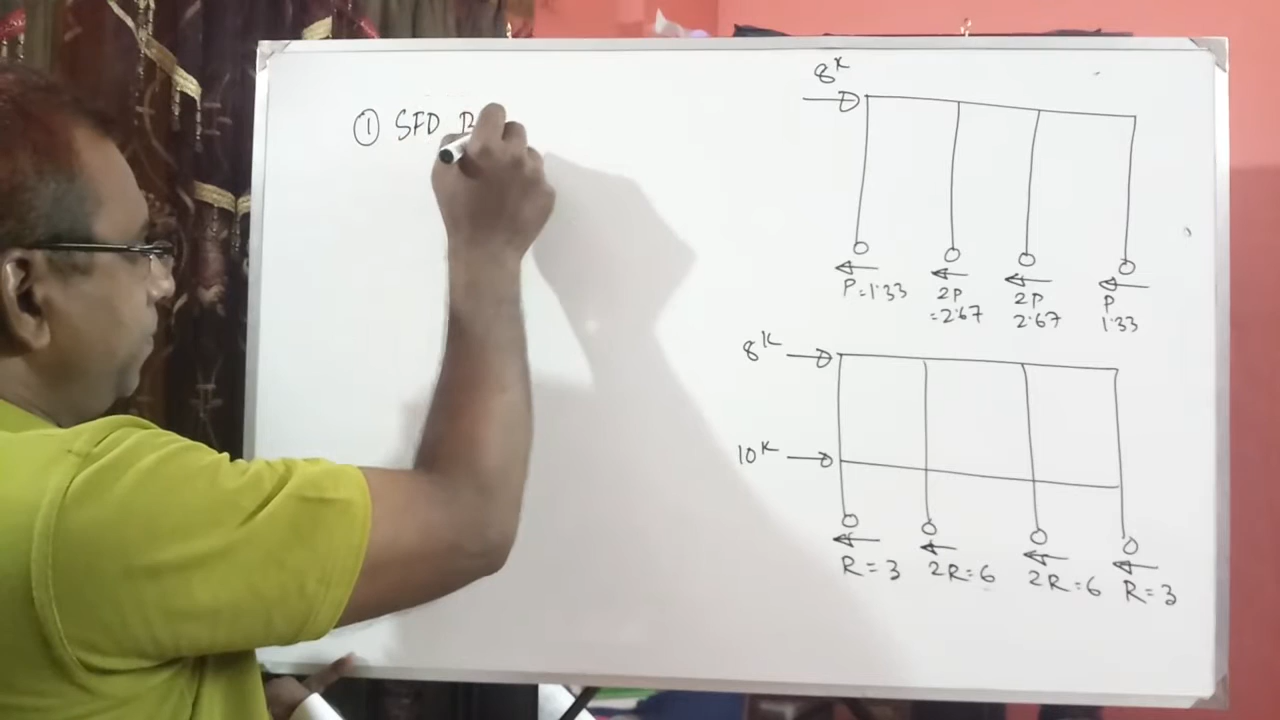 ① SFD B
8K
P=1.33
2P
=2.67
2P
2.67
P
1.33
8K
10K
R=3
2R=6
2R=6
R=3